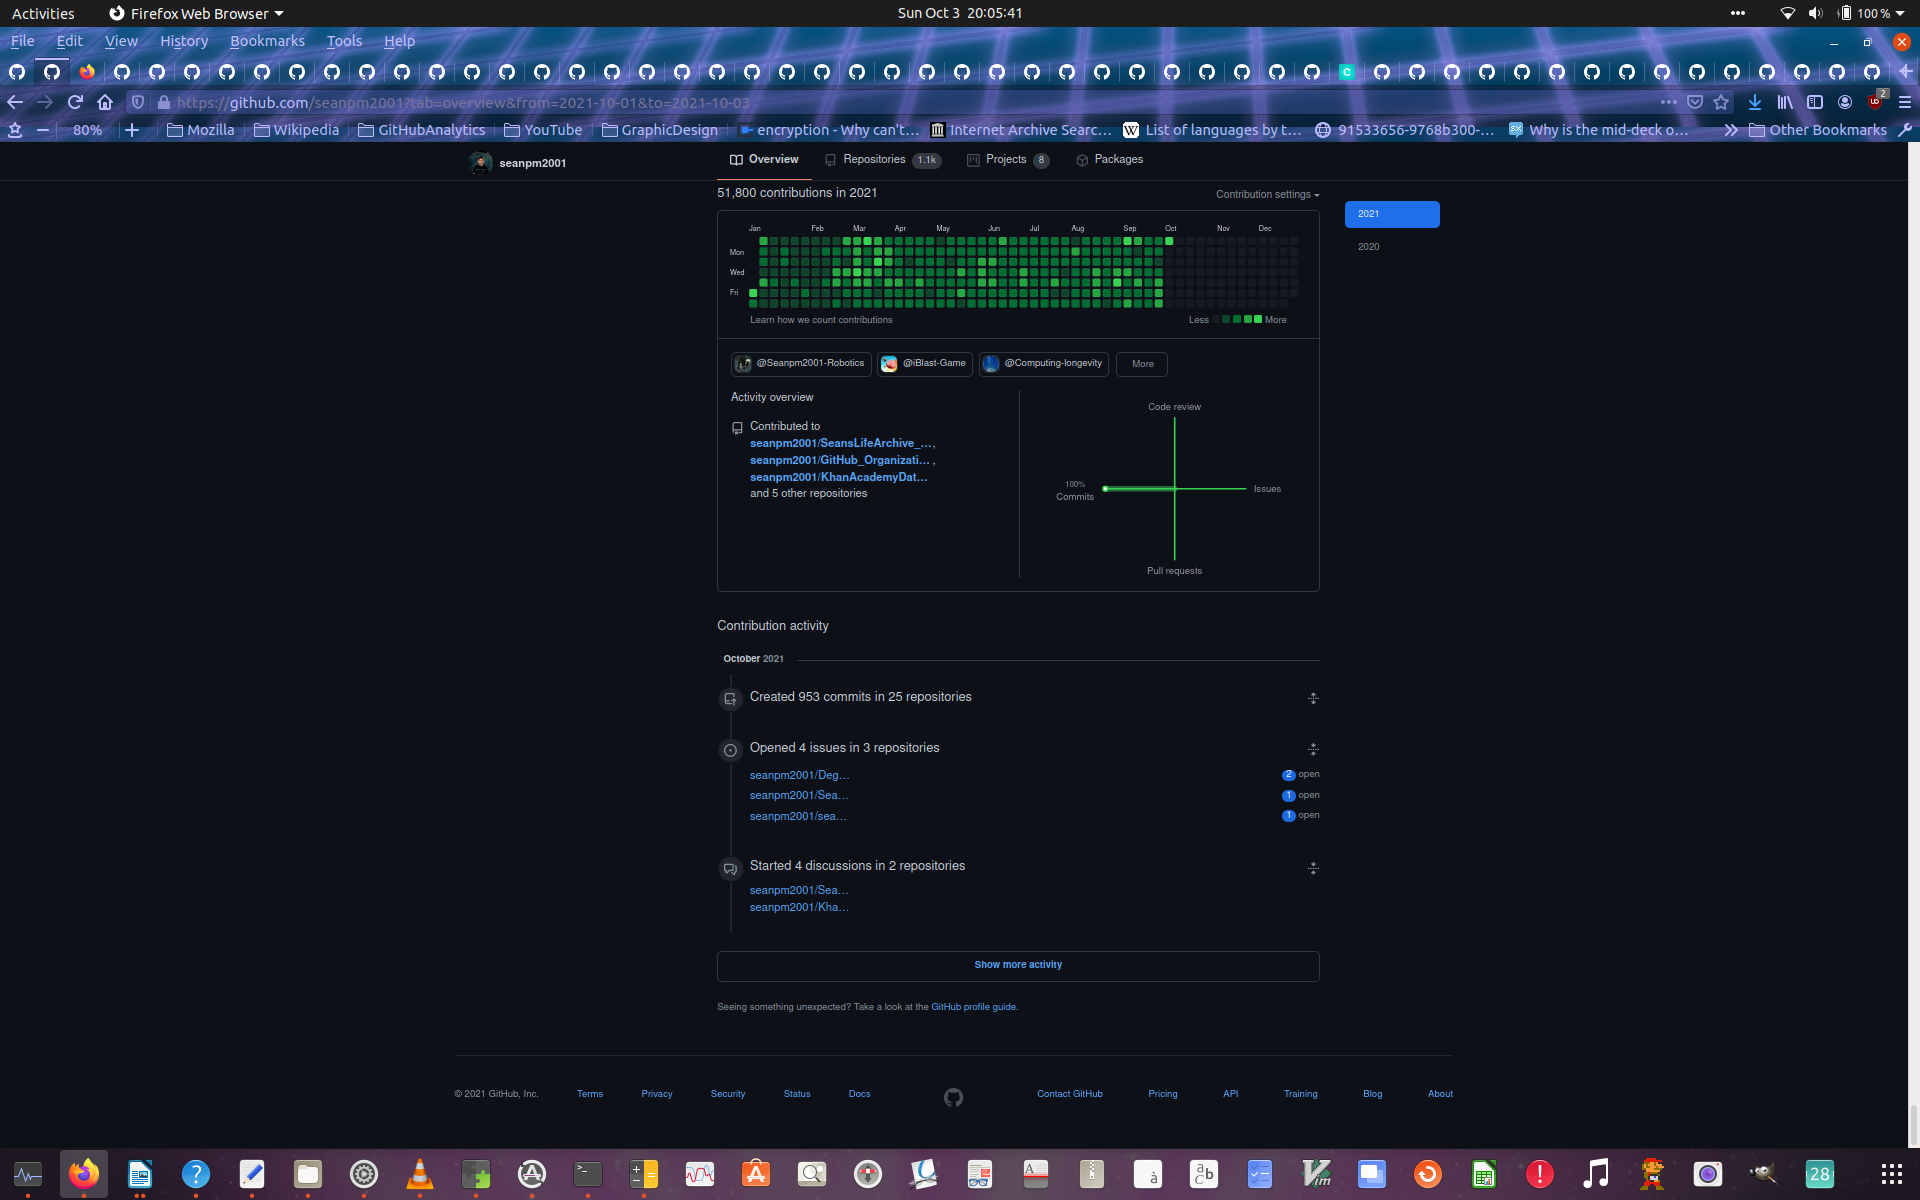 Activities Firefox Web Browser Sun Oct 3 20:05:41 100 %
File Edit View History Bookmarks Tools Help
https://github.com/seanpm2001?tab=overview&from=2021-10-01&to=2021-10-03 2
80% Mozilla Wikipedia GitHubAnalytics YouTube GraphicDesign encryption - Why can't… Internet Archive Searc… List of languages by t… 91533656-9768b300-… Why is the mid-deck o… Other Bookmarks
seanpm2001 Overview Repositories 1.1k Projects 8 Packages
51,800 contributions in 2021 Contribution settings
2021
2020
Jan Feb Mar Apr May Jun Jul Aug Sep Oct Nov Dec
Mon
Wed
Fri
Learn how we count contributions Less More
@Seanpm2001-Robotics @iBlast-Game @Computing-longevity More
Activity overview
Contributed to
seanpm2001/SeansLifeArchive_…,
seanpm2001/GitHub_Organizati… ,
seanpm2001/KhanAcademyDat…
and 5 other repositories
Code review
100%
Commits
Issues
Pull requests
Contribution activity
October 2021
Created 953 commits in 25 repositories
Opened 4 issues in 3 repositories
seanpm2001/Deg… 2 open
seanpm2001/Sea… 1 open
seanpm2001/sea… 1 open
Started 4 discussions in 2 repositories
seanpm2001/Sea…
seanpm2001/Kha…
Show more activity
Seeing something unexpected? Take a look at the GitHub profile guide.
© 2021 GitHub, Inc. Terms Privacy Security Status Docs Contact GitHub Pricing API Training Blog About
28